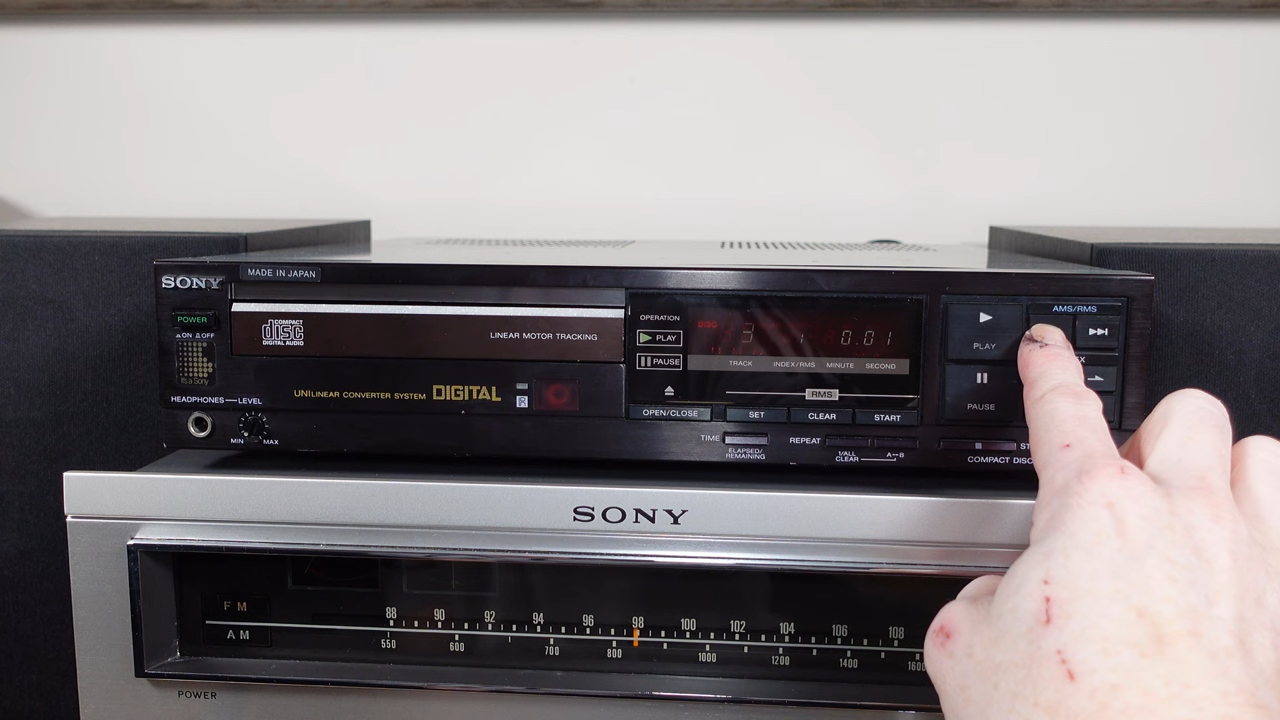 SONY
MADE IN JAPAN
POWER
ON OFF
It's a Sony
HEADPHONES LEVEL
MIN MAX
COMPACT
disc
DIGITAL AUDIO
LINEAR MOTOR TRACKING
UNILINEAR CONVERTER SYSTEM DIGITAL
R
OPERATION
PLAY
PAUSE
OPEN/CLOSE
DISC
3 1 0.01
TRACK INDEX/RMS MINUTE SECOND
RMS
SET CLEAR START
TIME
ELAPSED/
REMAINING
REPEAT
1/ALL
CLEAR
A↔B
PLAY
PAUSE
AMS/RMS
COMPACT DISC
SONY
FM
88 90 92 94 96 98 100 102 104 106 108
AM
550 600 700 800 1000 1200 1400 1600
POWER